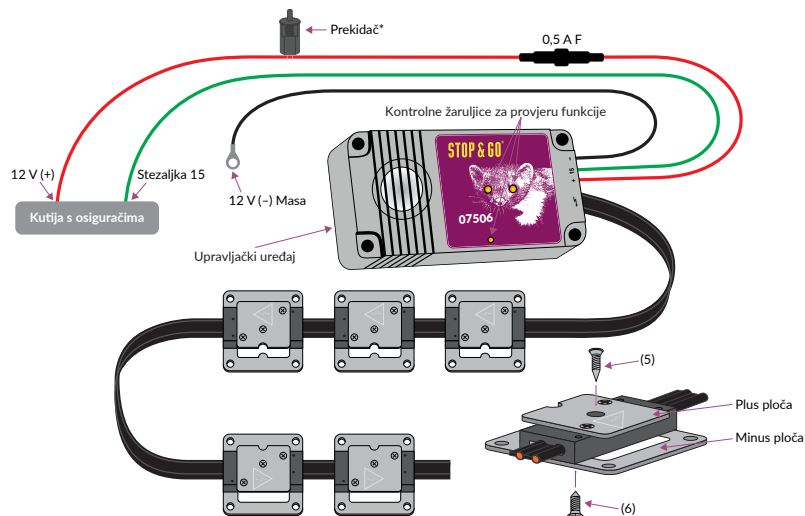 Prekidač*
0,5 A F
Kontrolne žaruljice za provjeru funkcije
STOP & GO®
- 15 +
12 V (+)
Stezaljka 15
12 V (–) Masa
Kutija s osiguračima
07506
Upravljački uređaj
(5)
Plus ploča
Minus ploča
(6)